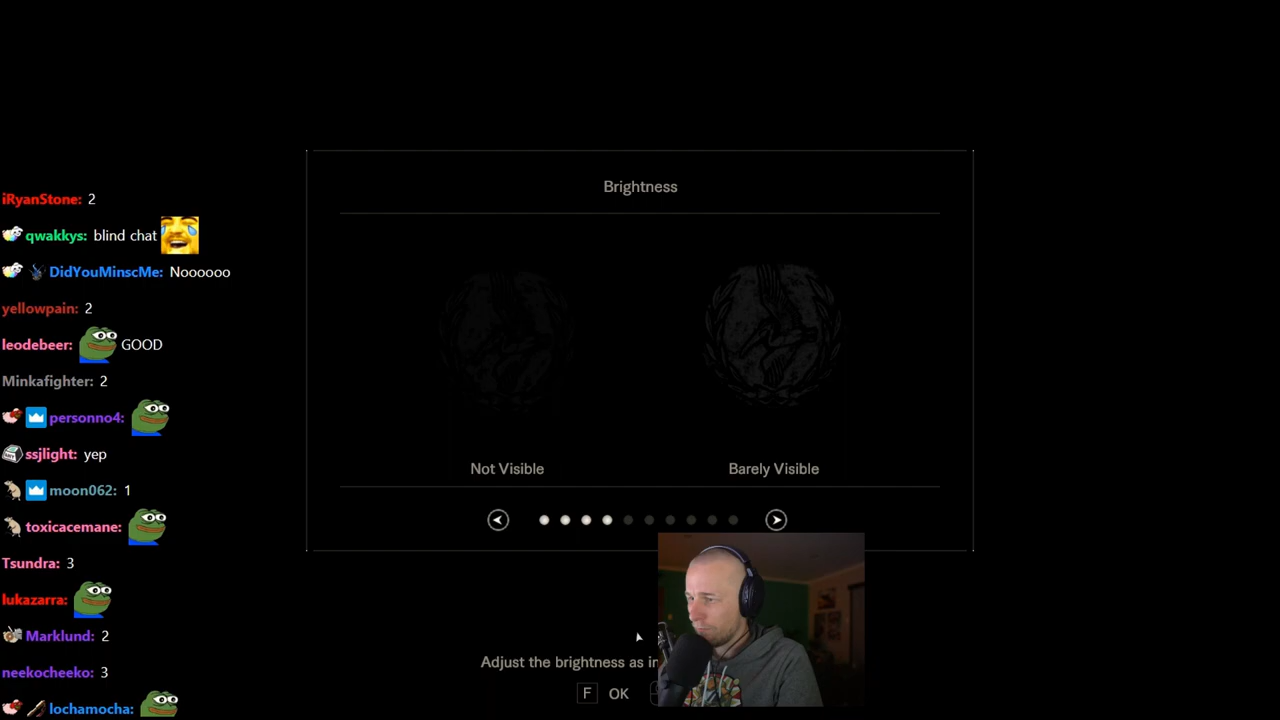 Brightness
iRyanStone: 2
qwakkys: blind chat
DidYouMinscMe: Noooooo
yellowpain: 2
leodebeer: GOOD
Minkafighter: 2
personno4:
ssjlight: yep
moon062: 1
toxicacemane:
Tsundra: 3
lukazarra:
Marklund: 2
neekocheeko: 3
lochamocha:
Not Visible
Barely Visible
Adjust the brightness as in
F OK